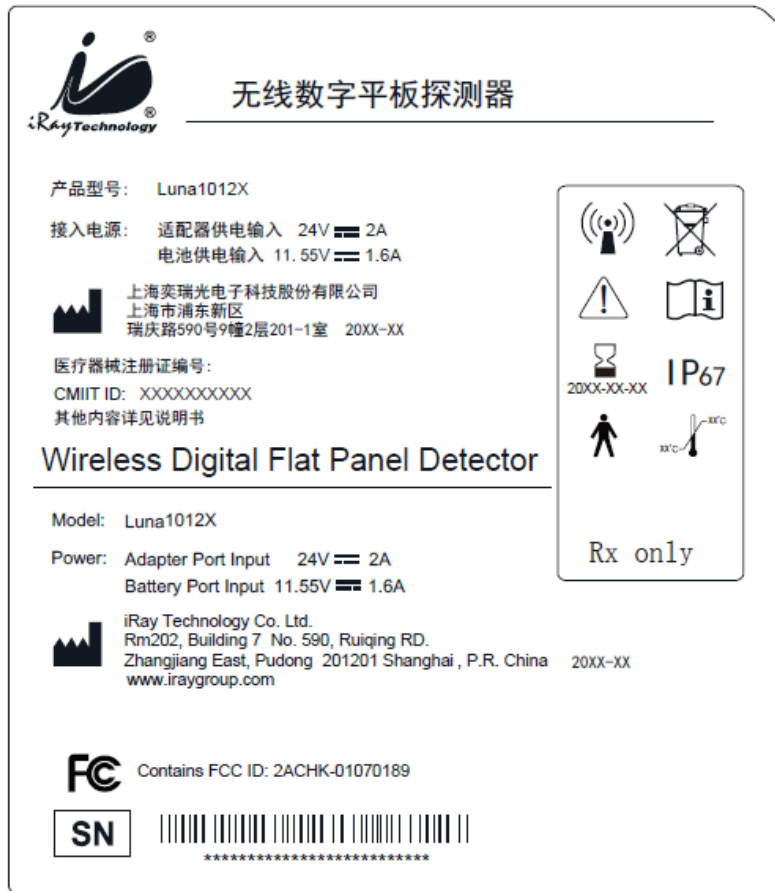 iRay Technology
无线数字平板探测器
产品型号： Luna1012X
接入电源： 适配器供电输入 24V 2A
电池供电输入 11.55V 1.6A
上海奕瑞光电子科技股份有限公司
上海市浦东新区
瑞庆路590号9幢2层201-1室 20XX-XX
医疗器械注册证编号：
CMIIT ID: XXXXXXXXXX
其他内容详见说明书
20XX-XX-XX
IP67
XX°C
XX°C
Rx only
Wireless Digital Flat Panel Detector
Model: Luna1012X
Power: Adapter Port Input 24V 2A
Battery Port Input 11.55V 1.6A
iRay Technology Co. Ltd.
Rm202, Building 7 No. 590, Ruiqing RD.
Zhangjiang East, Pudong 201201 Shanghai , P.R. China 20XX-XX
www.iraygroup.com
FC Contains FCC ID: 2ACHK-01070189
SN
**************************